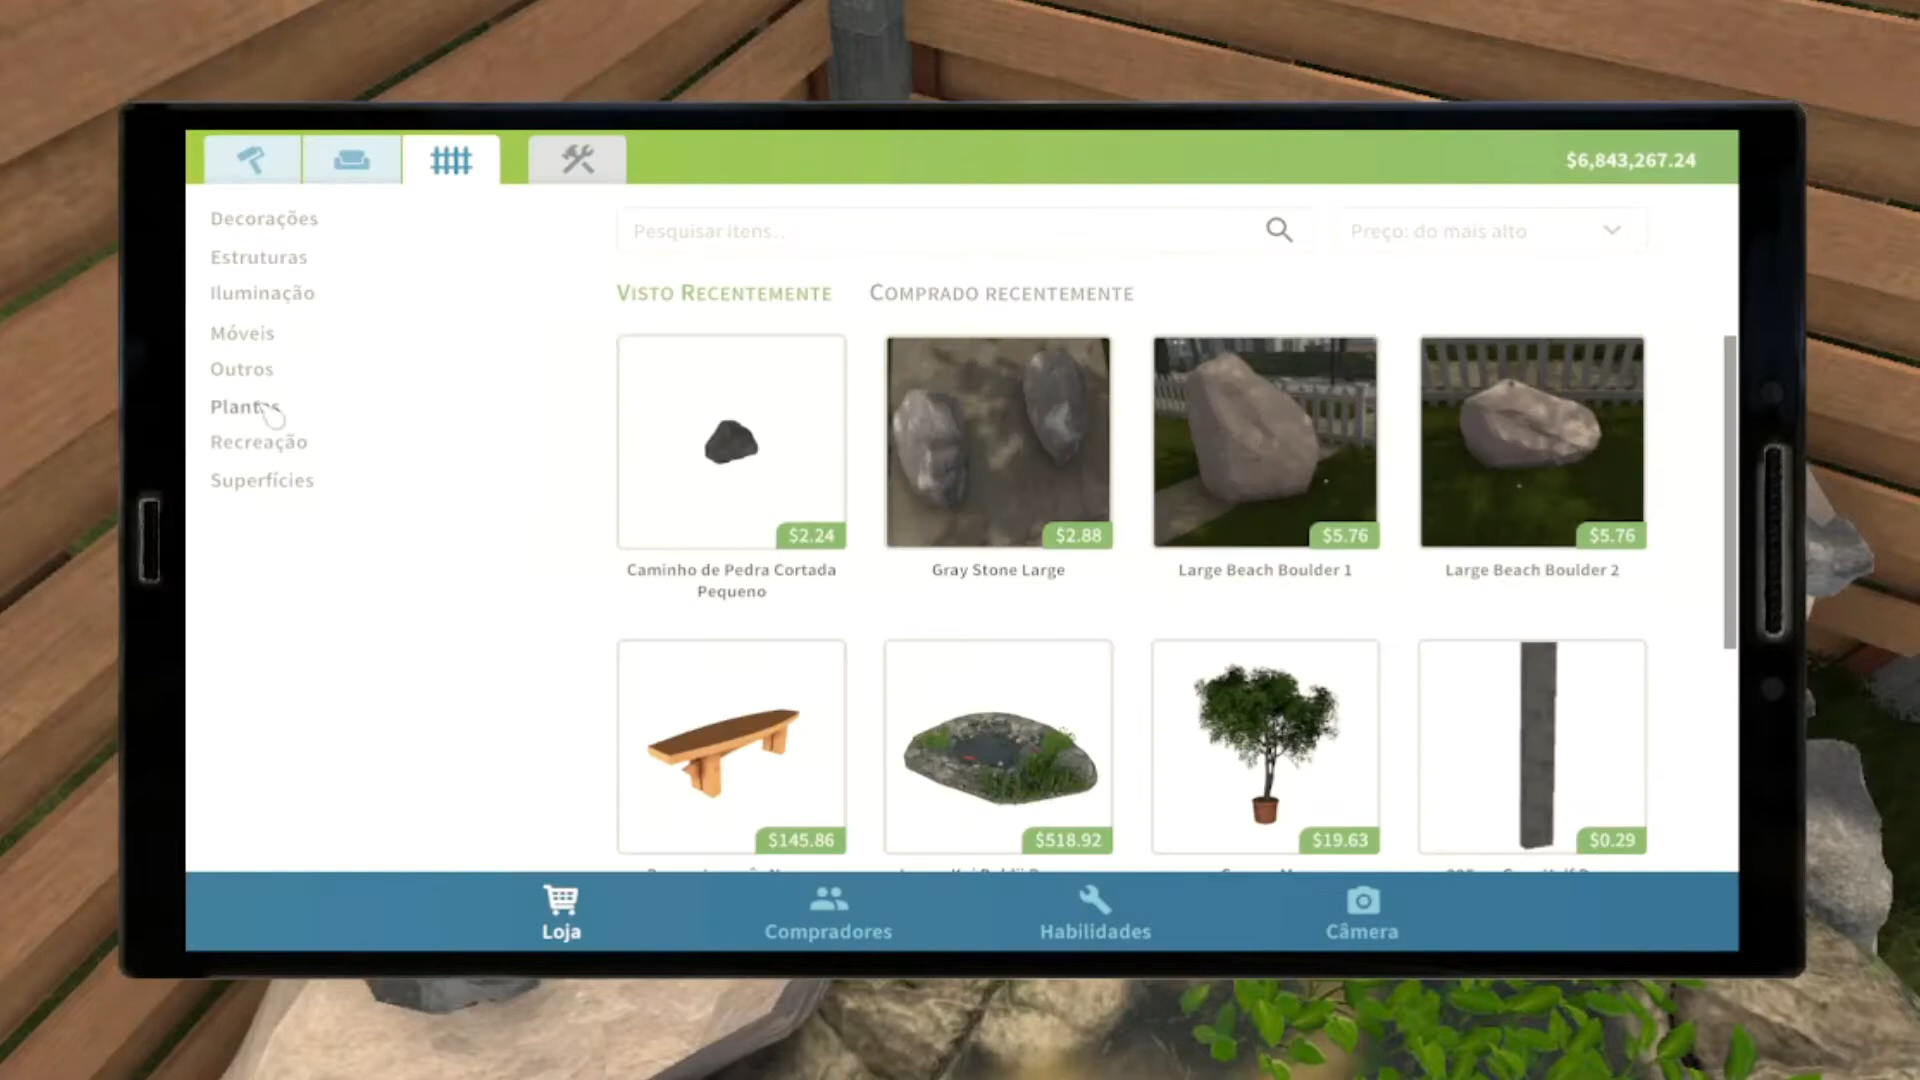 $6,843,267.24
Decorações
Estruturas
Iluminação
Móveis
Outros
Plantas
Recreação
Superfícies
Pesquisar itens...
Preço: do mais alto
Visto Recentemente
Comprado recentemente
$2.24
$2.88
$5.76
$5.76
Caminho de Pedra Cortada
Pequeno
Gray Stone Large
Large Beach Boulder 1
Large Beach Boulder 2
$145.86
$518.92
$19.63
$0.29
Loja
Compradores
Habilidades
Câmera